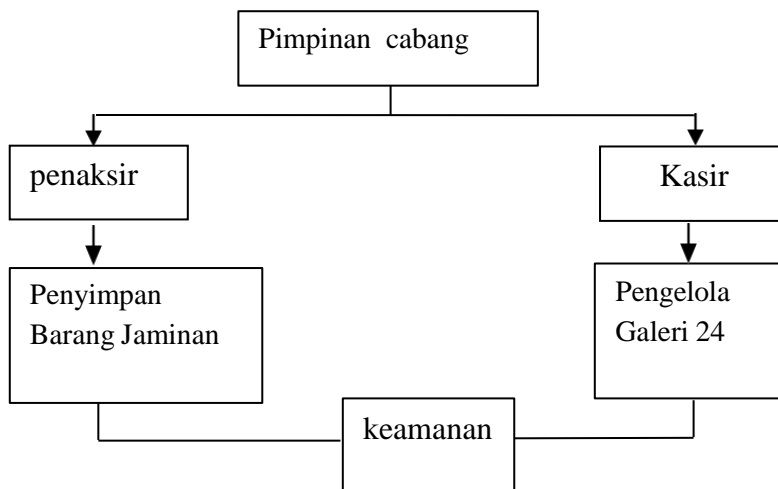 Pimpinan cabang
penaksir
Kasir
Penyimpan
Barang Jaminan
Pengelola
Galeri 24
keamanan